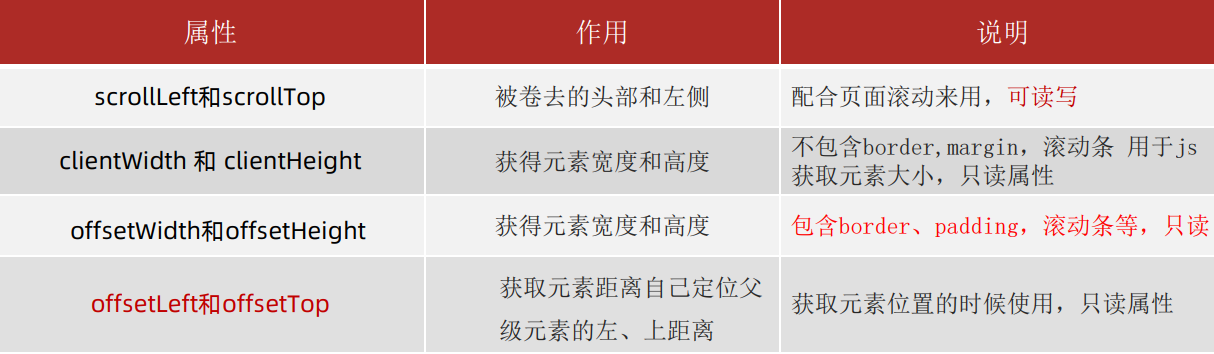 属性
作用
说明
scrollLeft和scrollTop
被卷去的头部和左侧
配合页面滚动来用，可读写
clientWidth 和 clientHeight
获得元素宽度和高度
不包含border,margin，滚动条 用于js
获取元素大小，只读属性
offsetWidth和offsetHeight
获得元素宽度和高度
包含border、padding，滚动条等，只读
offsetLeft和offsetTop
获取元素距离自己定位父
级元素的左、上距离
获取元素位置的时候使用，只读属性